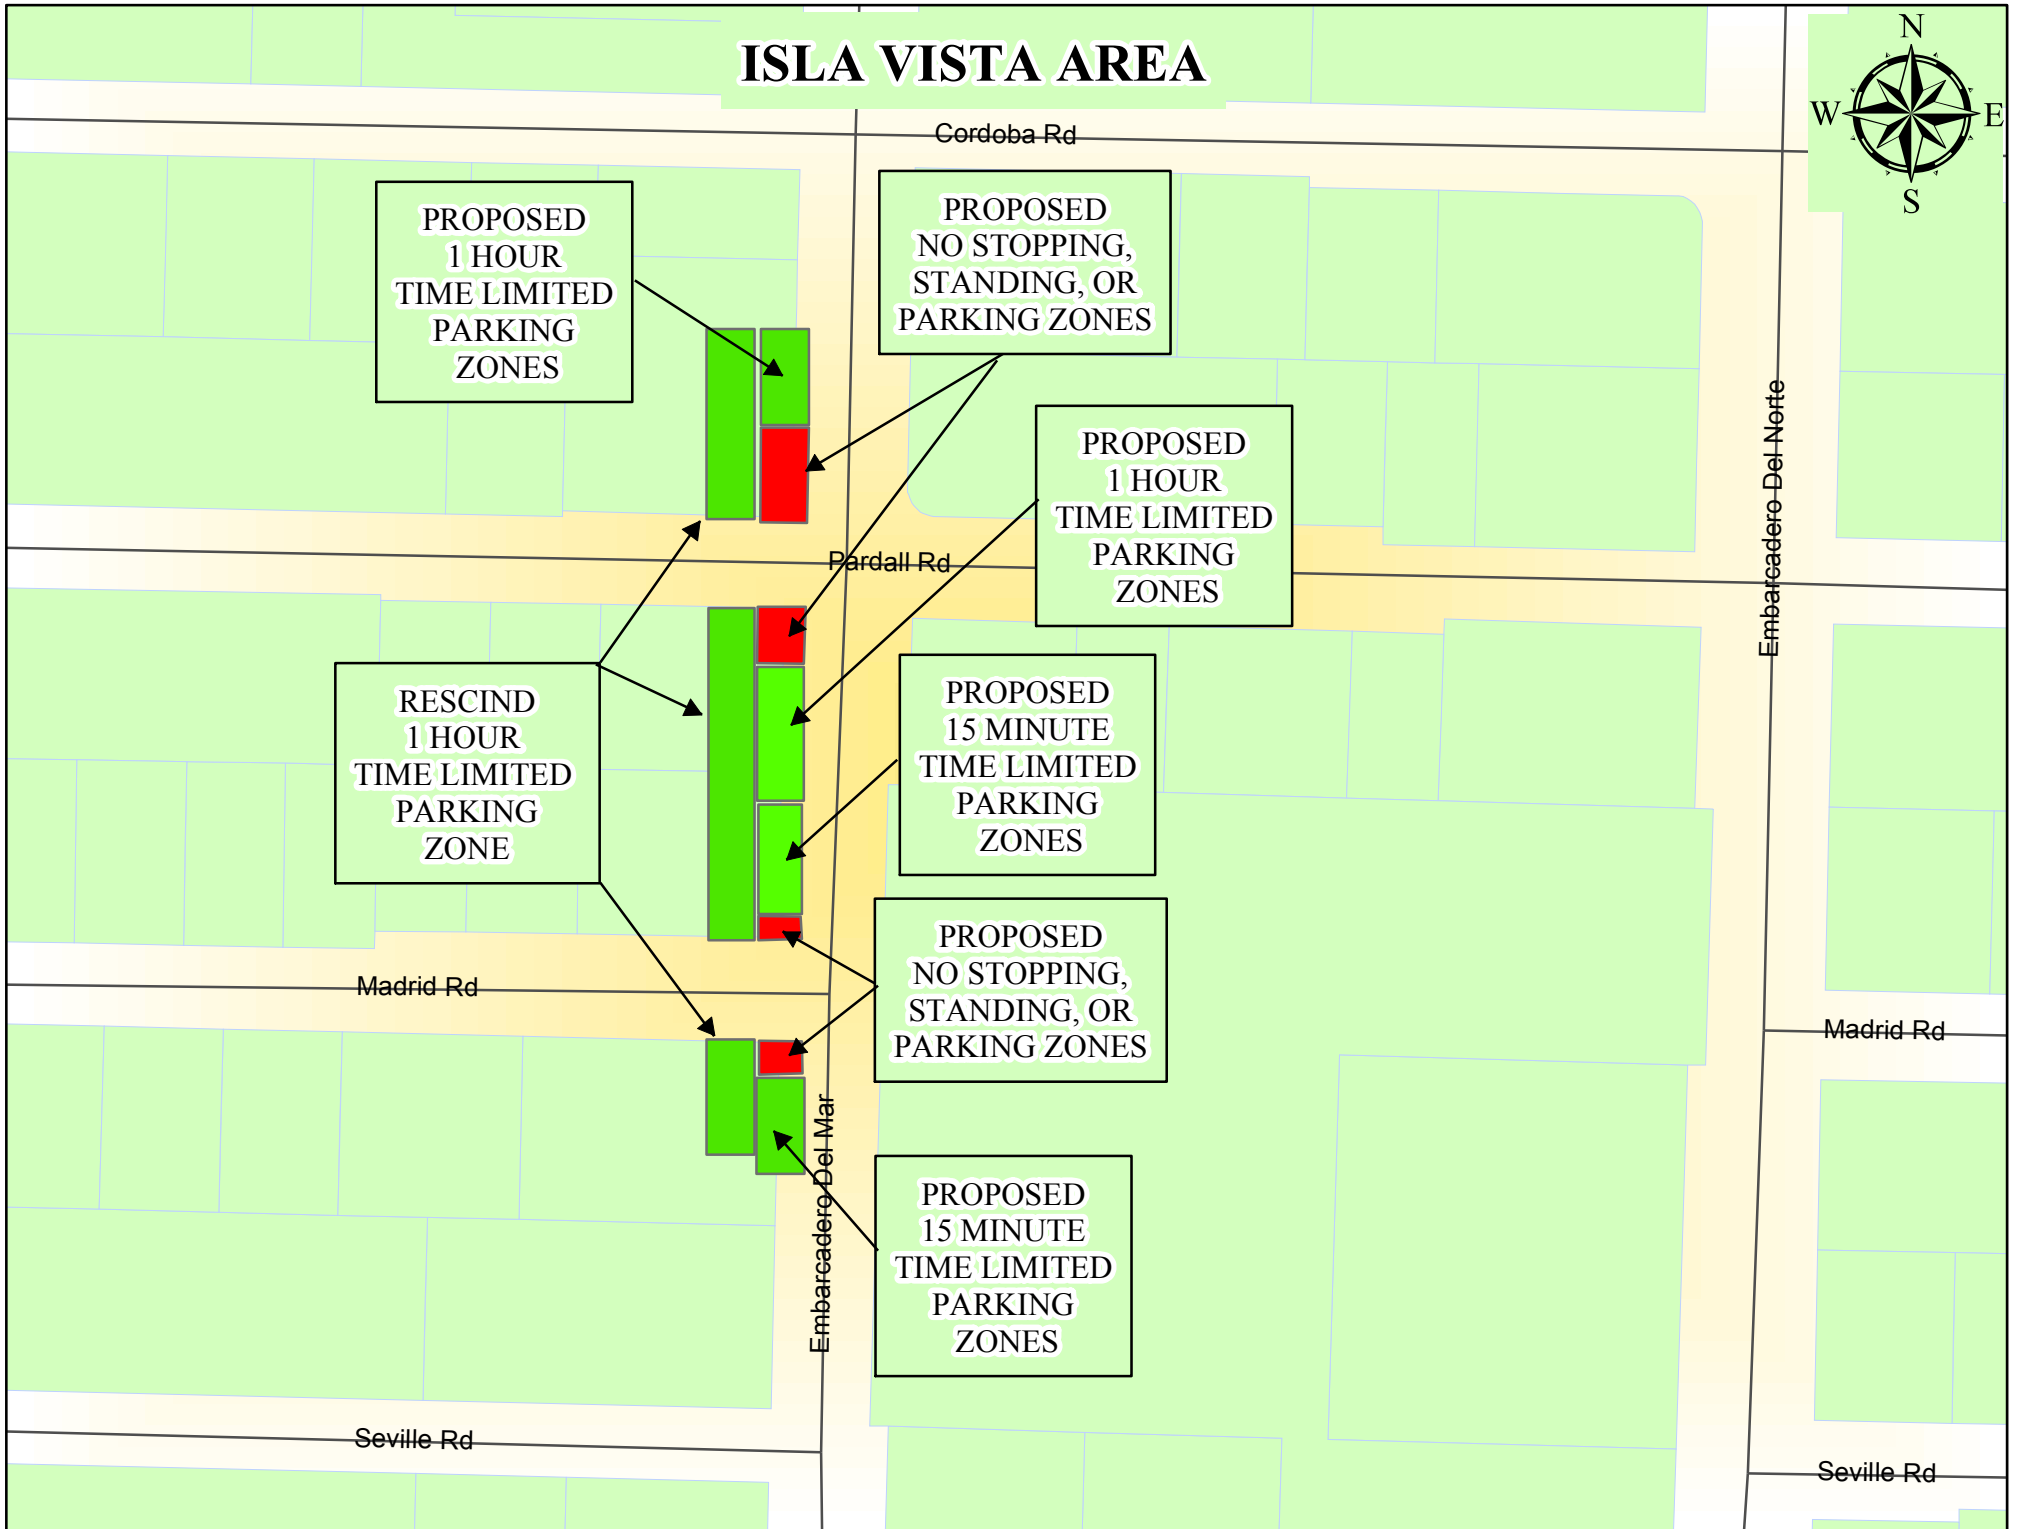 ISLA VISTA AREA
N
W
E
S
Cordoba Rd
PROPOSED
1 HOUR
TIME LIMITED
PARKING
ZONES
PROPOSED
NO STOPPING,
STANDING, OR
PARKING ZONES
PROPOSED
1 HOUR
TIME LIMITED
PARKING
ZONES
Embarcadero Del Norte
Pardall Rd
RESCIND
1 HOUR
TIME LIMITED
PARKING
ZONE
PROPOSED
15 MINUTE
TIME LIMITED
PARKING
ZONES
PROPOSED
NO STOPPING,
STANDING, OR
PARKING ZONES
Madrid Rd
Madrid Rd
Embarcadero Del Mar
PROPOSED
15 MINUTE
TIME LIMITED
PARKING
ZONES
Seville Rd
Seville Rd